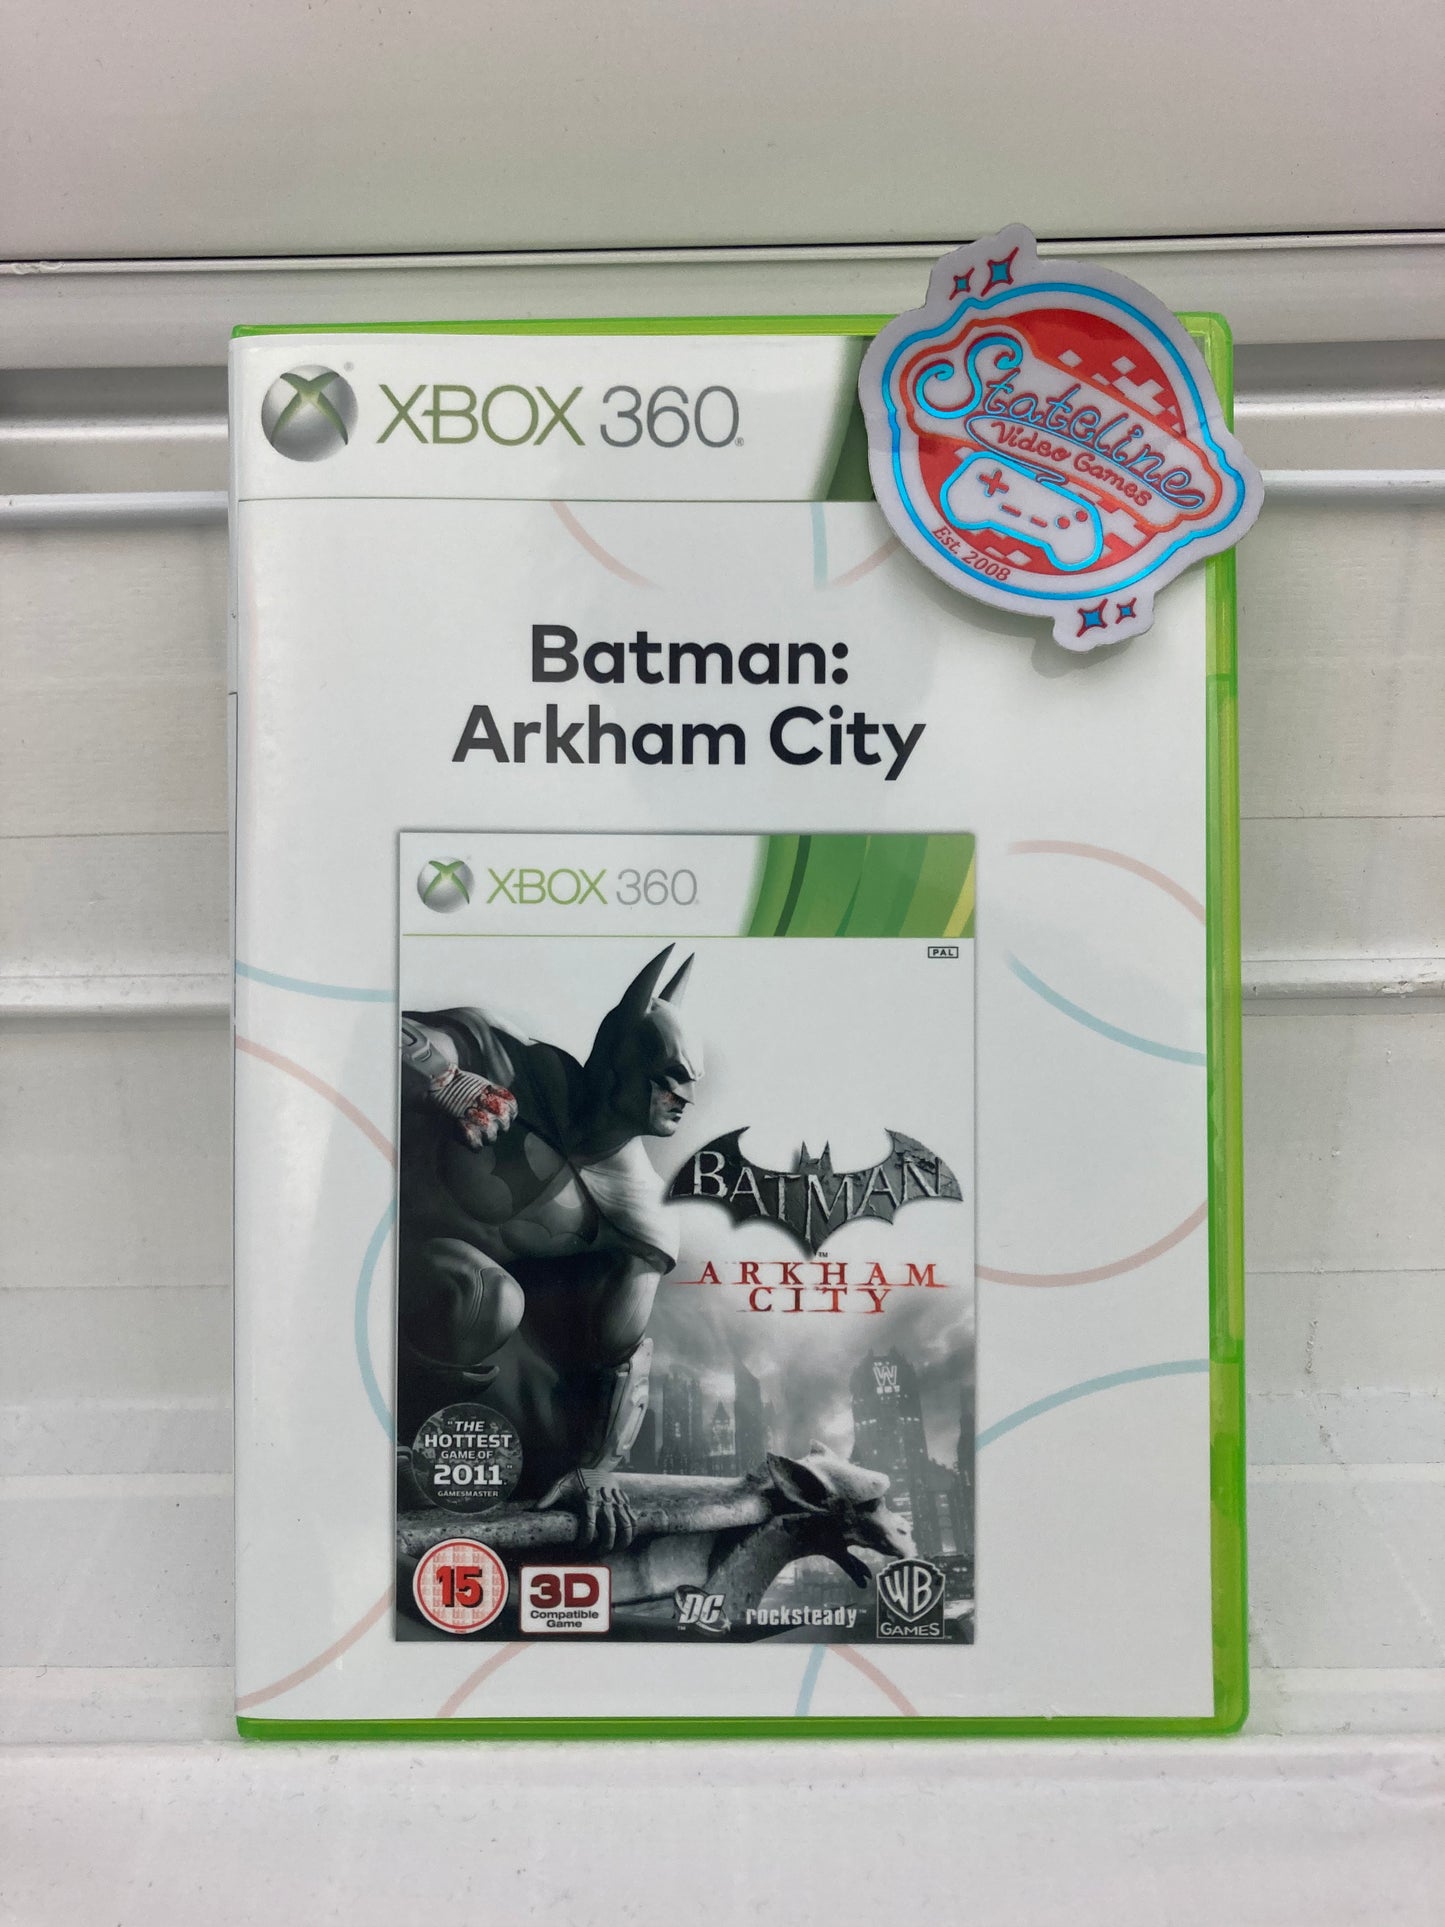 XBOX 360
Stateline
Video Games
Est. 2008
Batman:
Arkham City
XBOX 360
PAL
BATMAN
TM
ARKHAM
CITY
W
"THE
HOTTEST
GAME OF
2011"
GAMESMASTER
15
3D
Compatible
Game
DC
rocksteady
WB
GAMES